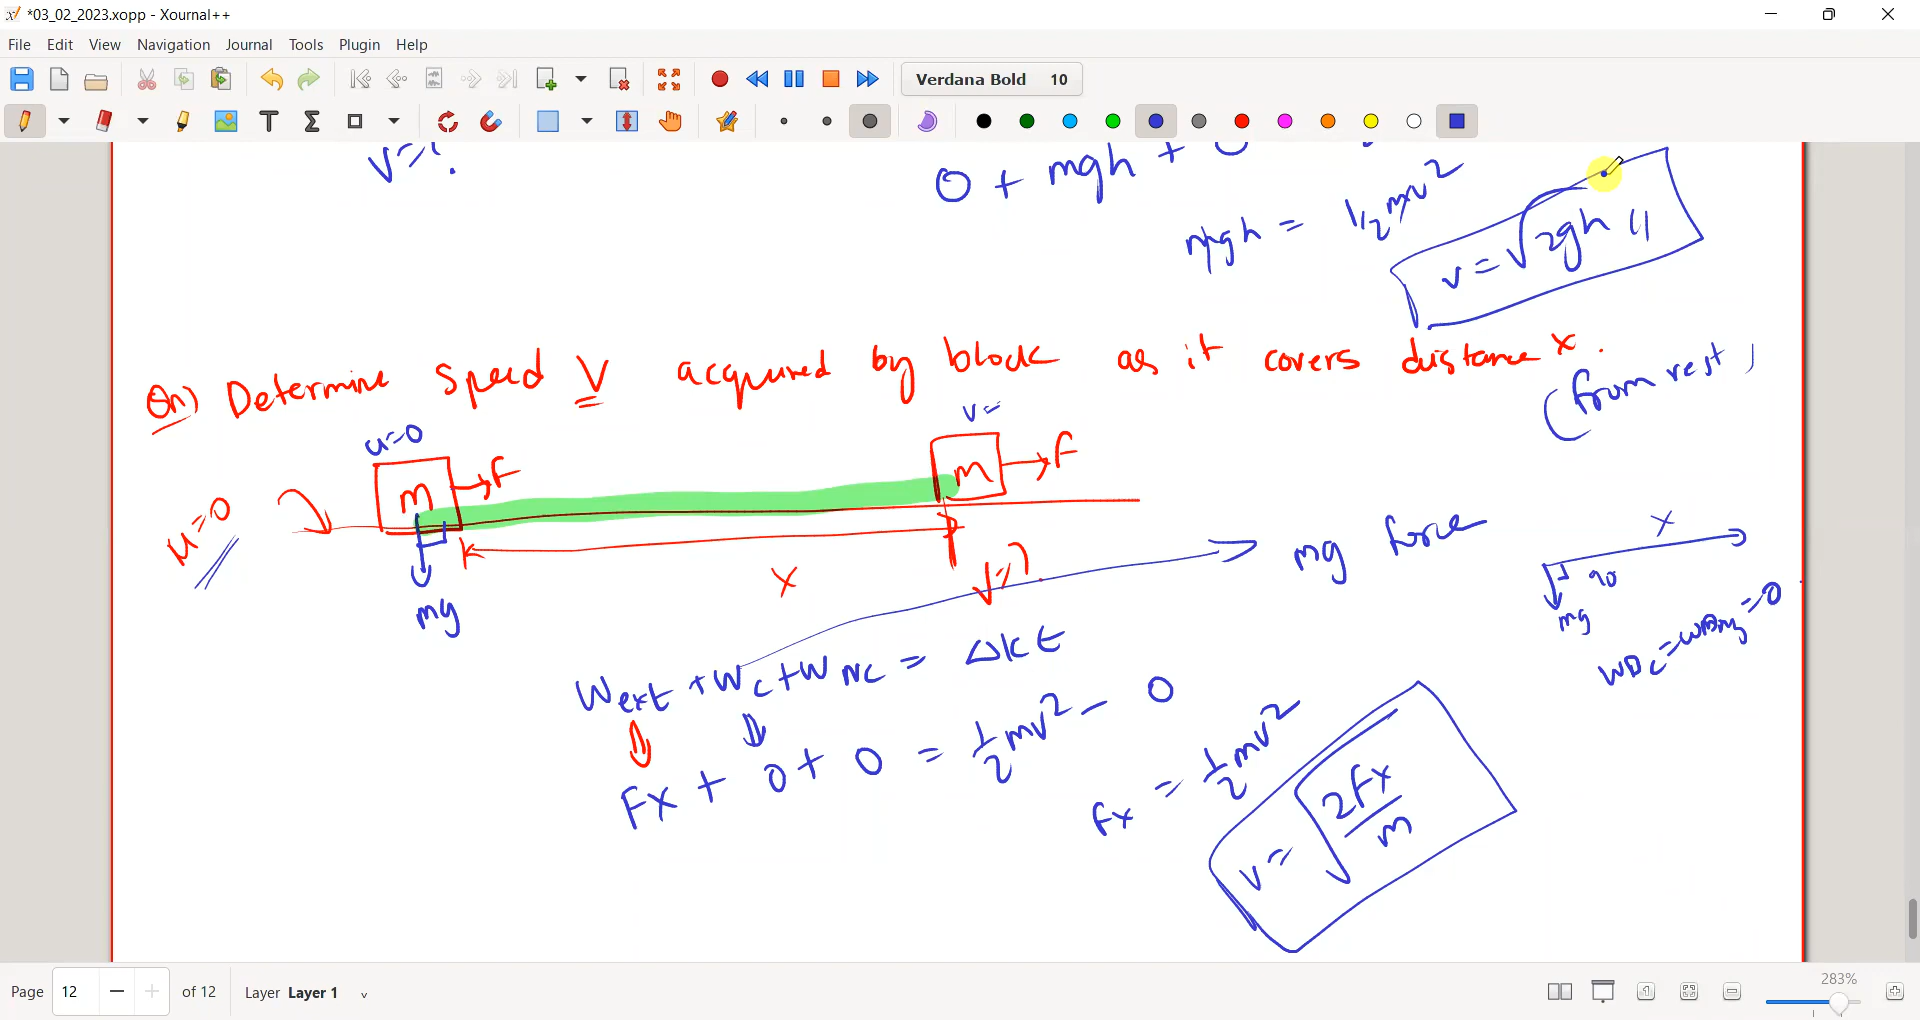 *03_02_2023.xopp - Xournal++
File Edit View Navigation Journal Tools Plugin Help
Verdana Bold 10
v=?
0 + mgh + 0
mgh = 1/2 mv²
v = √2gh //
Qn) Determine speed V acquired by block as it covers distance x.
(from rest)
u=0
v=
m F
m F
μ=0
mg
x
V=?
mg force
x
90
mg
WDc = WDmg = 0
Wext + Wc + WNC = ΔKE
Fx + 0 + 0 = 1/2 mv² - 0
fx = 1/2 mv²
v = √2fx/m
Page 12 of 12 Layer Layer 1
283%